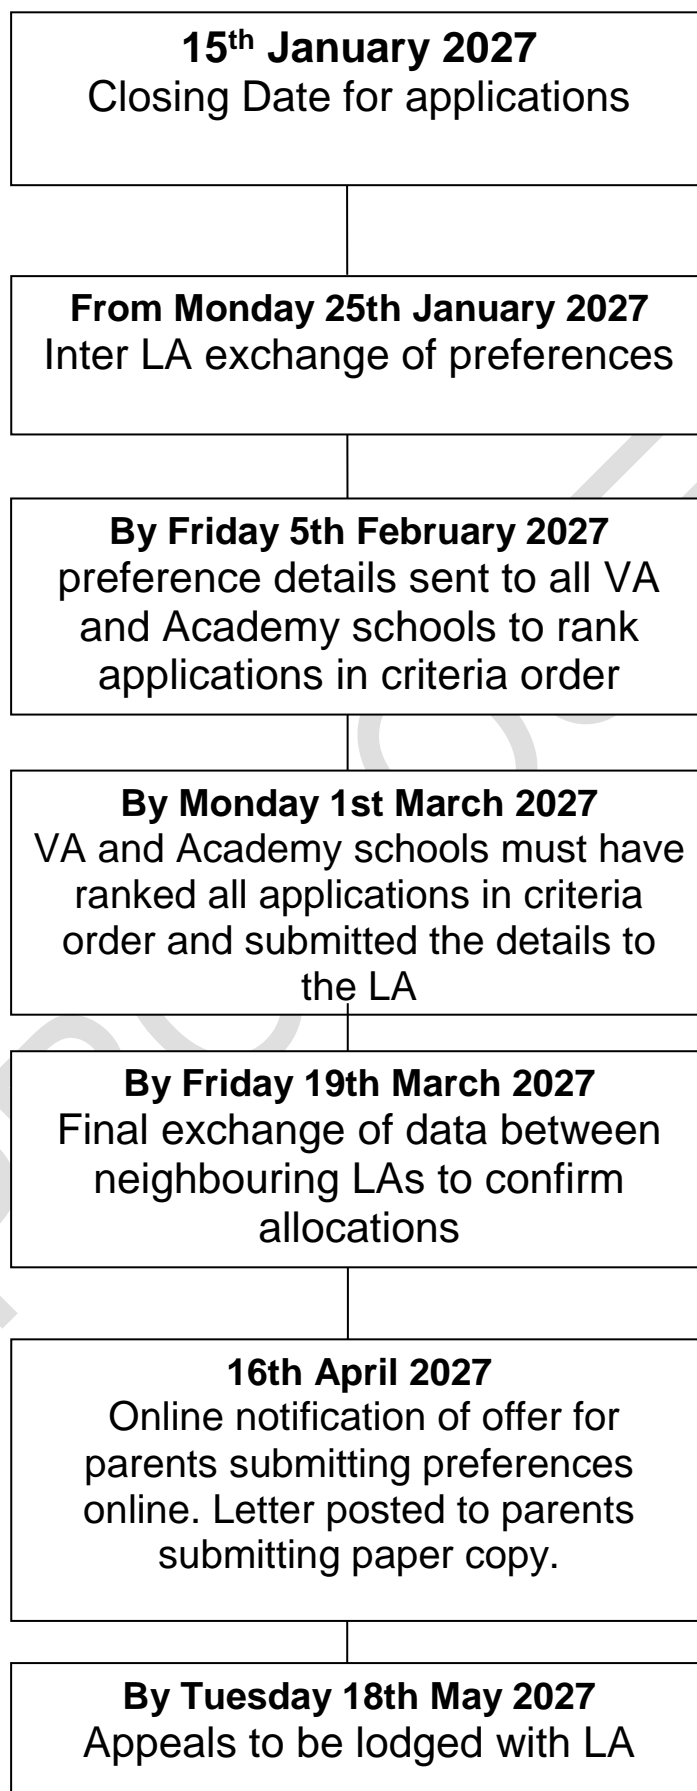 15th January 2027
Closing Date for applications
From Monday 25th January 2027
Inter LA exchange of preferences
By Friday 5th February 2027
preference details sent to all VA
and Academy schools to rank
applications in criteria order
By Monday 1st March 2027
VA and Academy schools must have
ranked all applications in criteria
order and submitted the details to
the LA
By Friday 19th March 2027
Final exchange of data between
neighbouring LAs to confirm
allocations
16th April 2027
Online notification of offer for
parents submitting preferences
online. Letter posted to parents
submitting paper copy.
By Tuesday 18th May 2027
Appeals to be lodged with LA